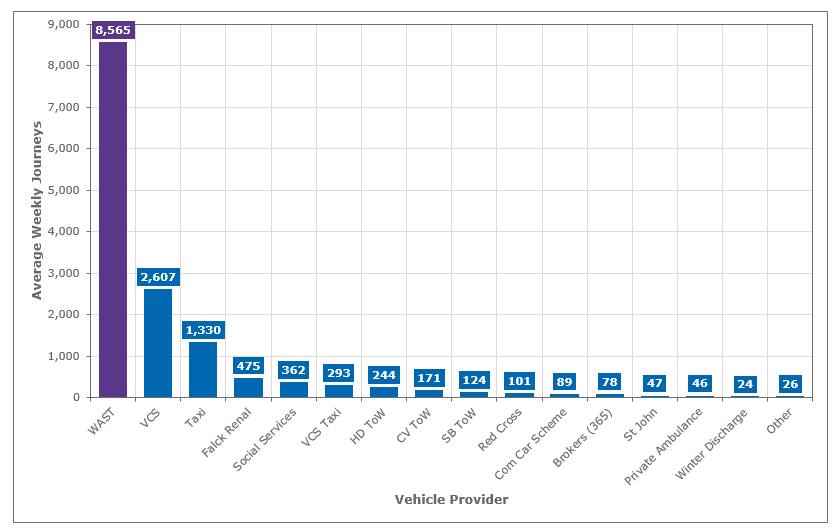 9,000
8,000
7,000
6,000
5,000
4,000
3,000
2,000
1,000
0
Average Weekly Journeys
8,565
2,607
1,330
475
362
293
244
171
124
101
89
78
47
46
24
26
WAST
VCS
Taxi
Falck Renal
Social Services
VCS Taxi
HD ToW
CV ToW
SB ToW
Red Cross
Com Car Scheme
Brokers (365)
St John
Private Ambulance
Winter Discharge
Other
Vehicle Provider